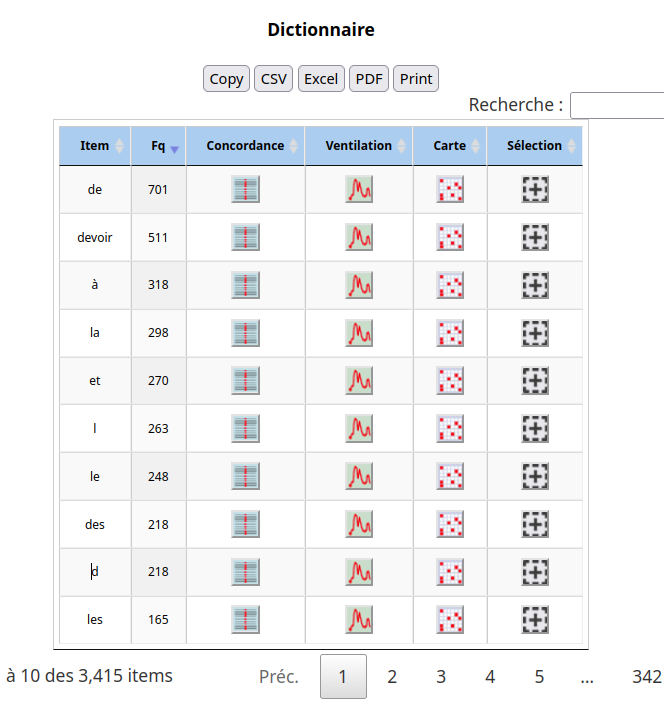 Dictionnaire
Copy CSV Excel PDF Print
Recherche :
Item Fq Concordance Ventilation Carte Sélection
de 701
devoir 511
à 318
la 298
et 270
l 263
le 248
des 218
d 218
les 165
à 10 des 3,415 items Préc. 1 2 3 4 5 ... 342